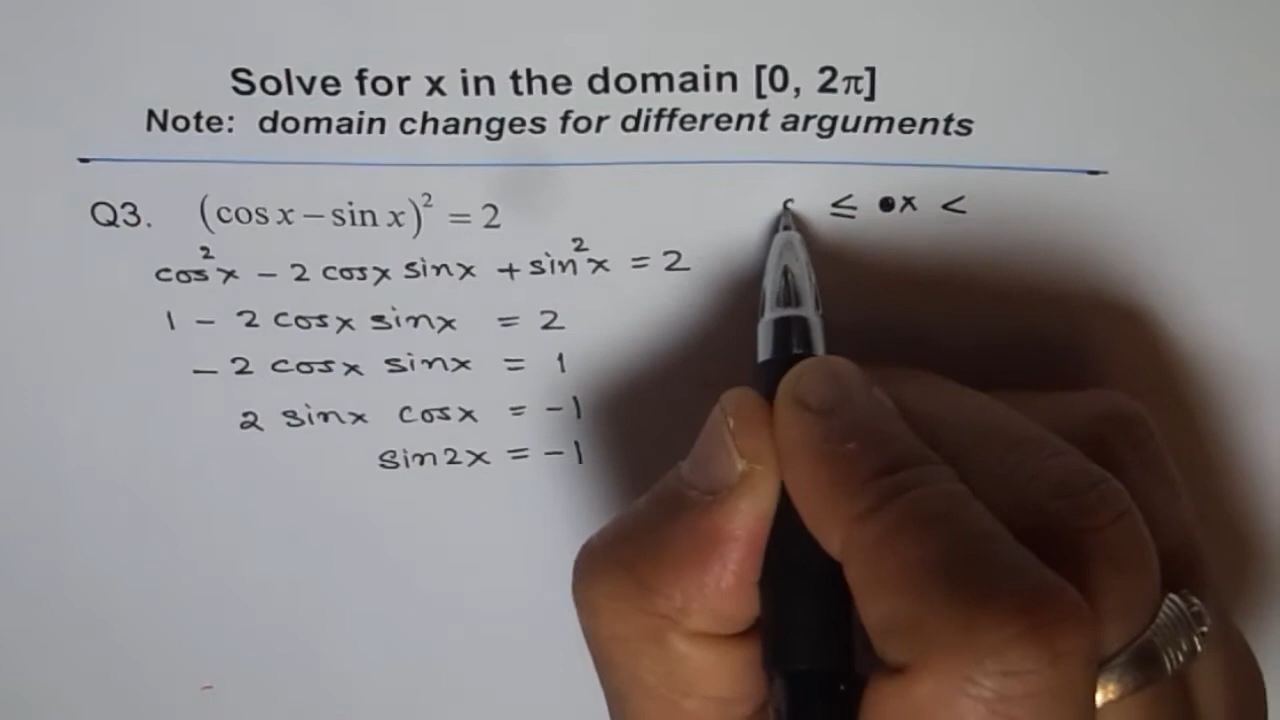 Solve for x in the domain [0, 2π]
Note: domain changes for different arguments
Q3. (cos x – sin x)² = 2
≤ x <
cos²x – 2 cosx sinx + sin²x = 2
1 – 2 cosx sinx = 2
– 2 cosx sinx = 1
2 sinx cosx = –1
sin2x = –1